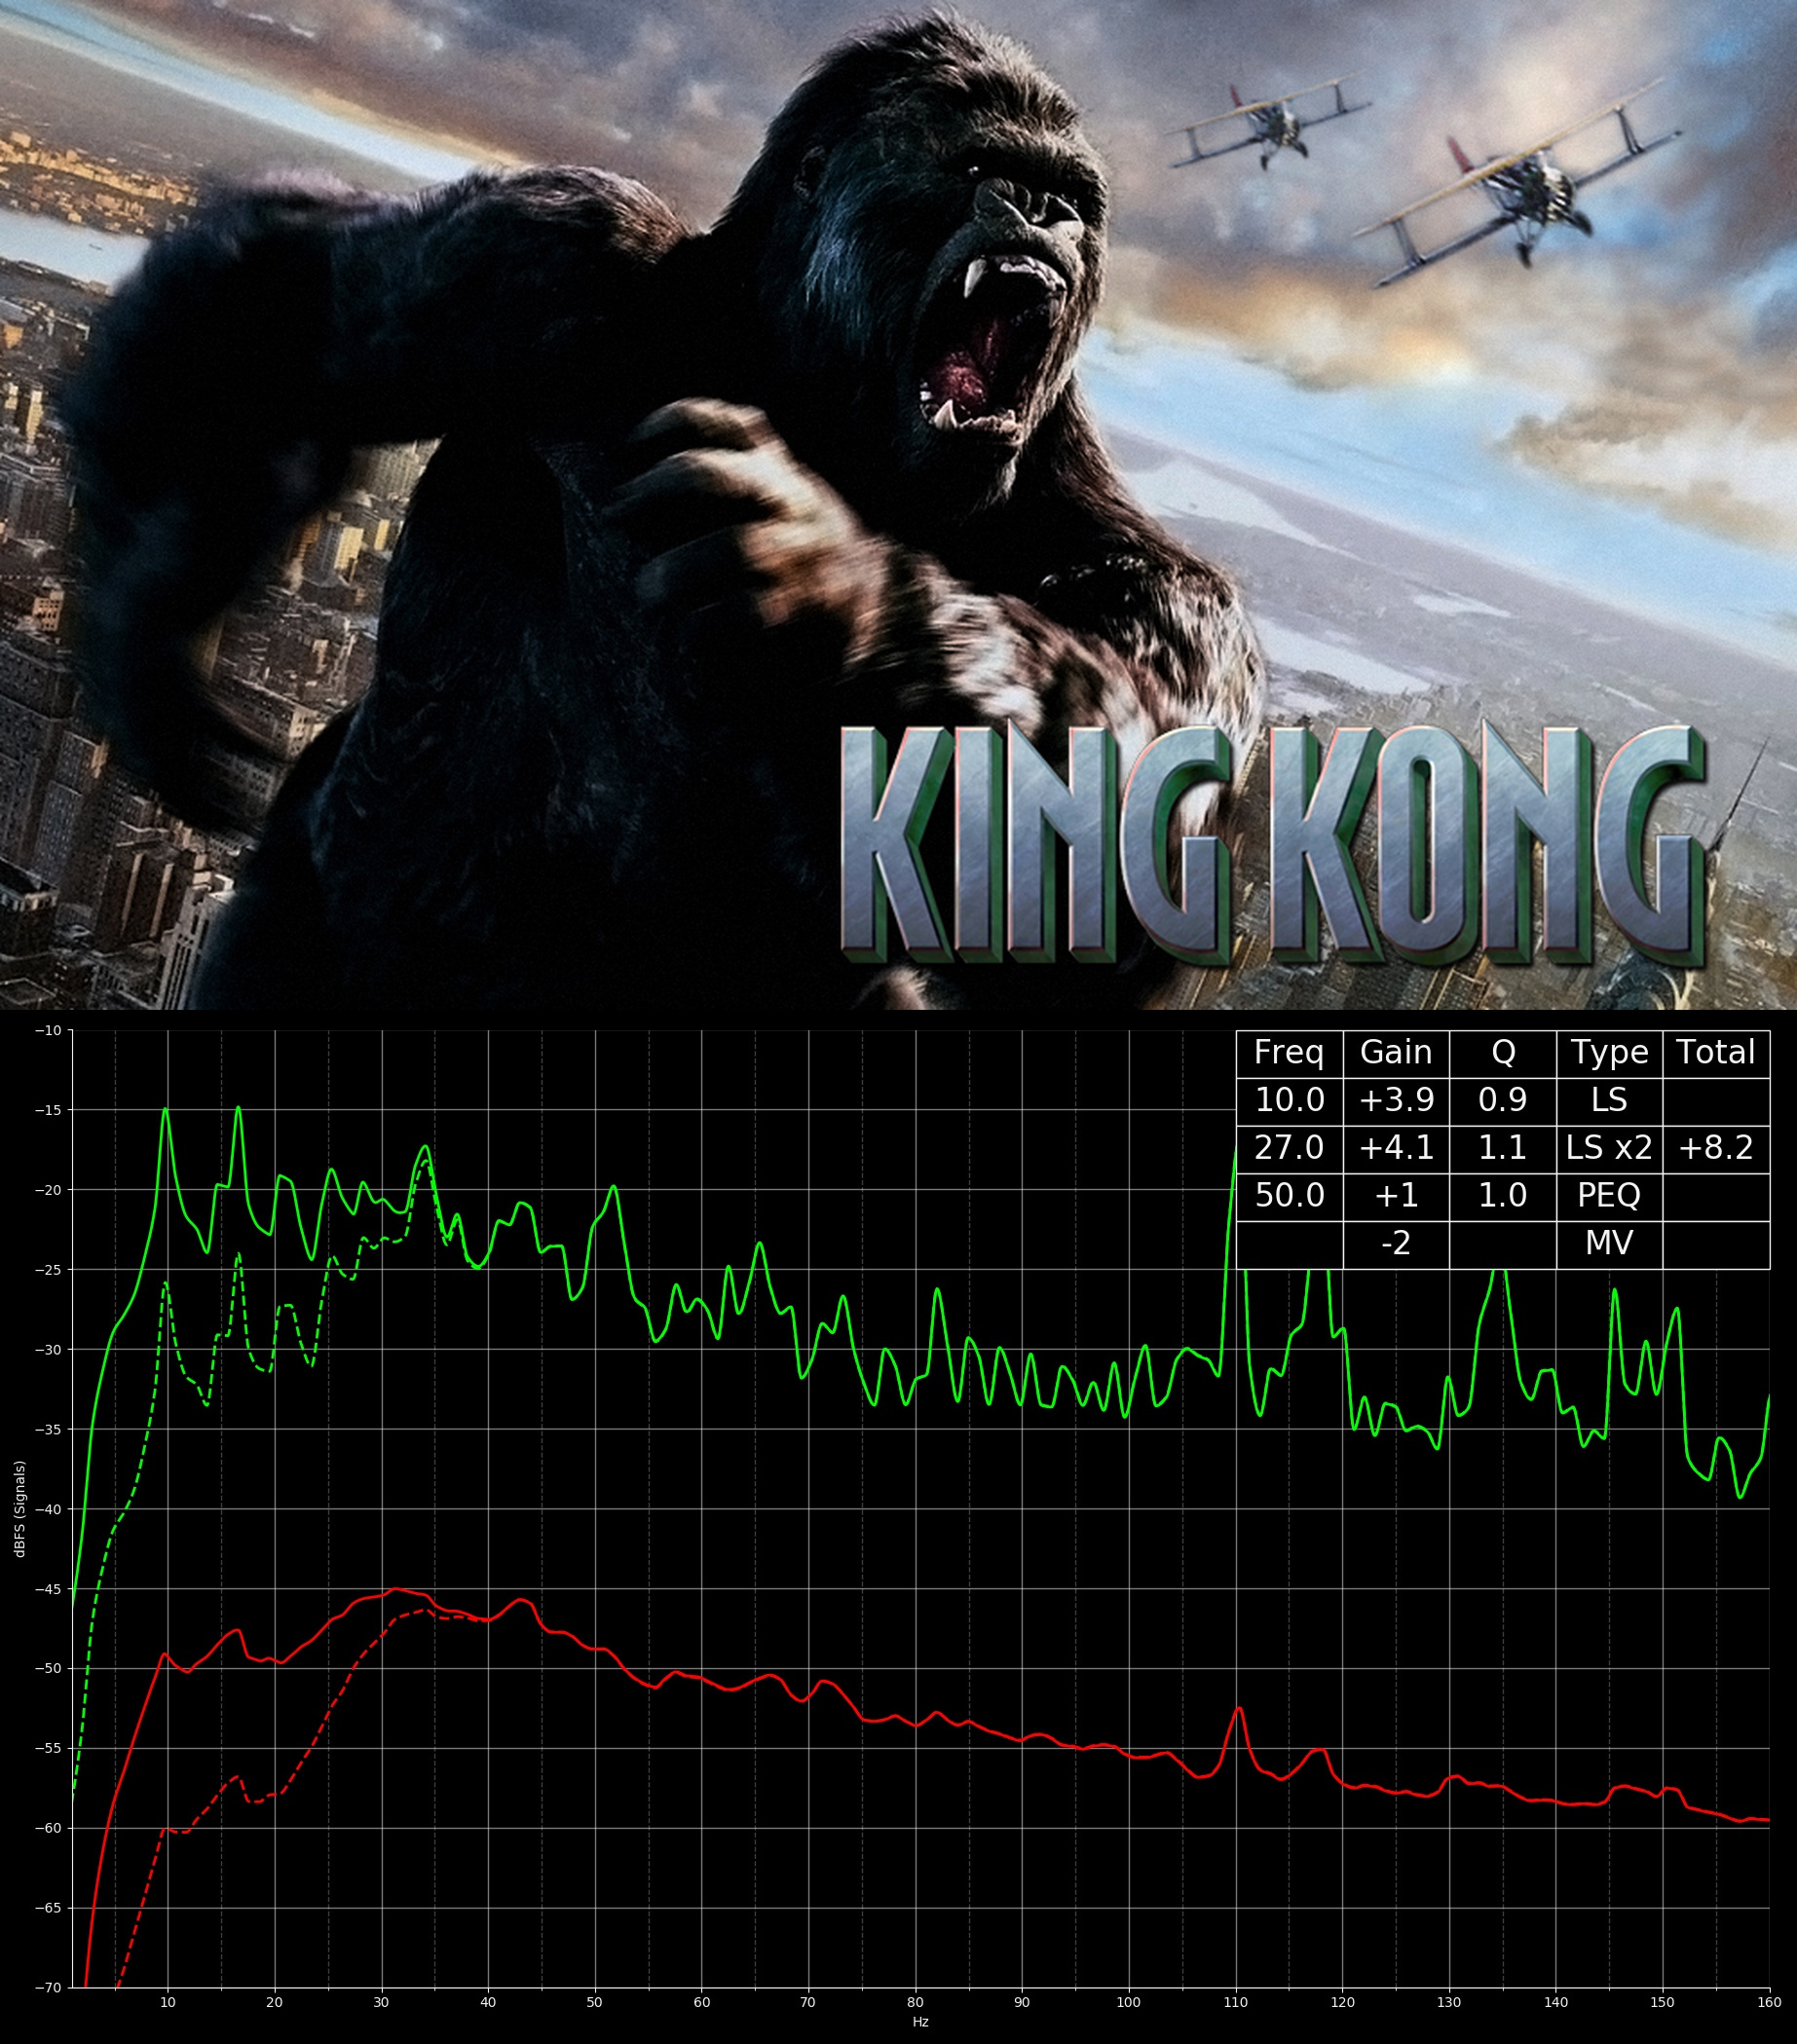 KING KONG
Freq Gain Q Type Total
10.0 +3.9 0.9 LS
27.0 +4.1 1.1 LS x2 +8.2
50.0 +1 1.0 PEQ
-2 MV
−10
−15
−20
−25
−30
−35
−40
−45
−50
−55
−60
−65
−70
dBFS (Signals)
10 20 30 40 50 60 70 80 90 100 110 120 130 140 150 160
Hz